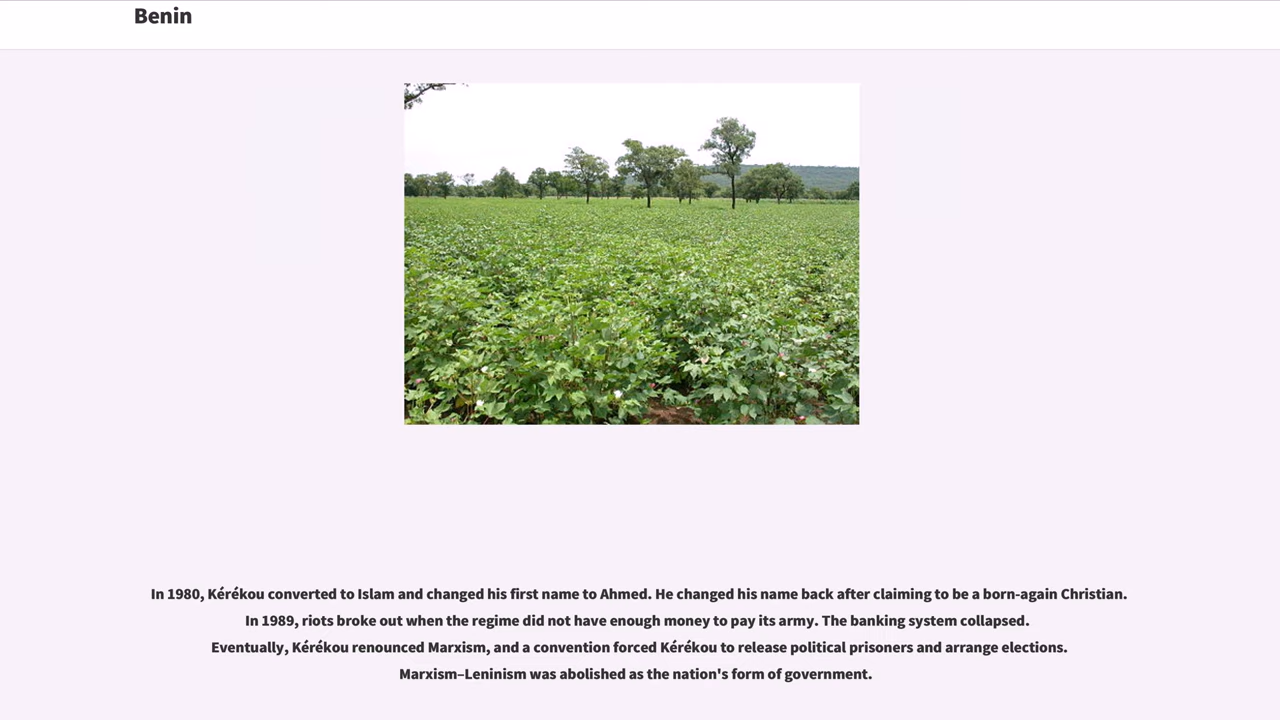 Benin
In 1980, Kérékou converted to Islam and changed his first name to Ahmed. He changed his name back after claiming to be a born-again Christian.
In 1989, riots broke out when the regime did not have enough money to pay its army. The banking system collapsed.
Eventually, Kérékou renounced Marxism, and a convention forced Kérékou to release political prisoners and arrange elections.
Marxism–Leninism was abolished as the nation's form of government.